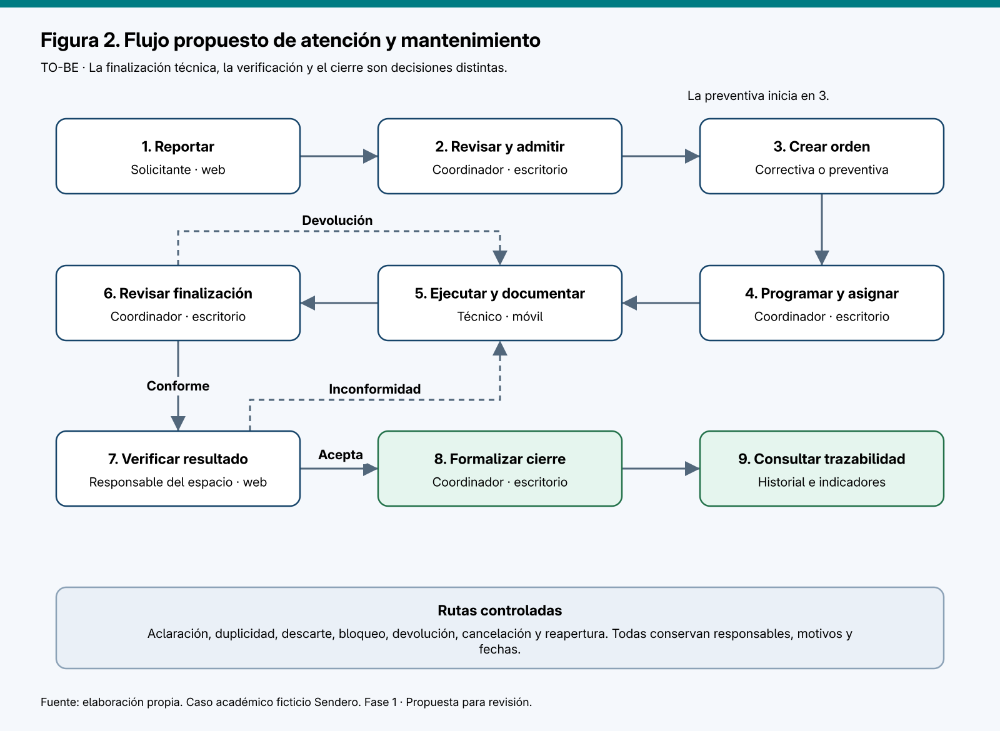 Figura 2. Flujo propuesto de atención y mantenimiento
TO-BE · La finalización técnica, la verificación y el cierre son decisiones distintas.
La preventiva inicia en 3.
1. Reportar
Solicitante · web
2. Revisar y admitir
Coordinador · escritorio
3. Crear orden
Correctiva o preventiva
Devolución
6. Revisar finalización
Coordinador · escritorio
5. Ejecutar y documentar
Técnico · móvil
4. Programar y asignar
Coordinador · escritorio
Conforme
Inconformidad
7. Verificar resultado
Responsable del espacio · web
Acepta
8. Formalizar cierre
Coordinador · escritorio
9. Consultar trazabilidad
Historial e indicadores
Rutas controladas
Aclaración, duplicidad, descarte, bloqueo, devolución, cancelación y reapertura. Todas conservan responsables, motivos y
fechas.
Fuente: elaboración propia. Caso académico ficticio Sendero. Fase 1 · Propuesta para revisión.